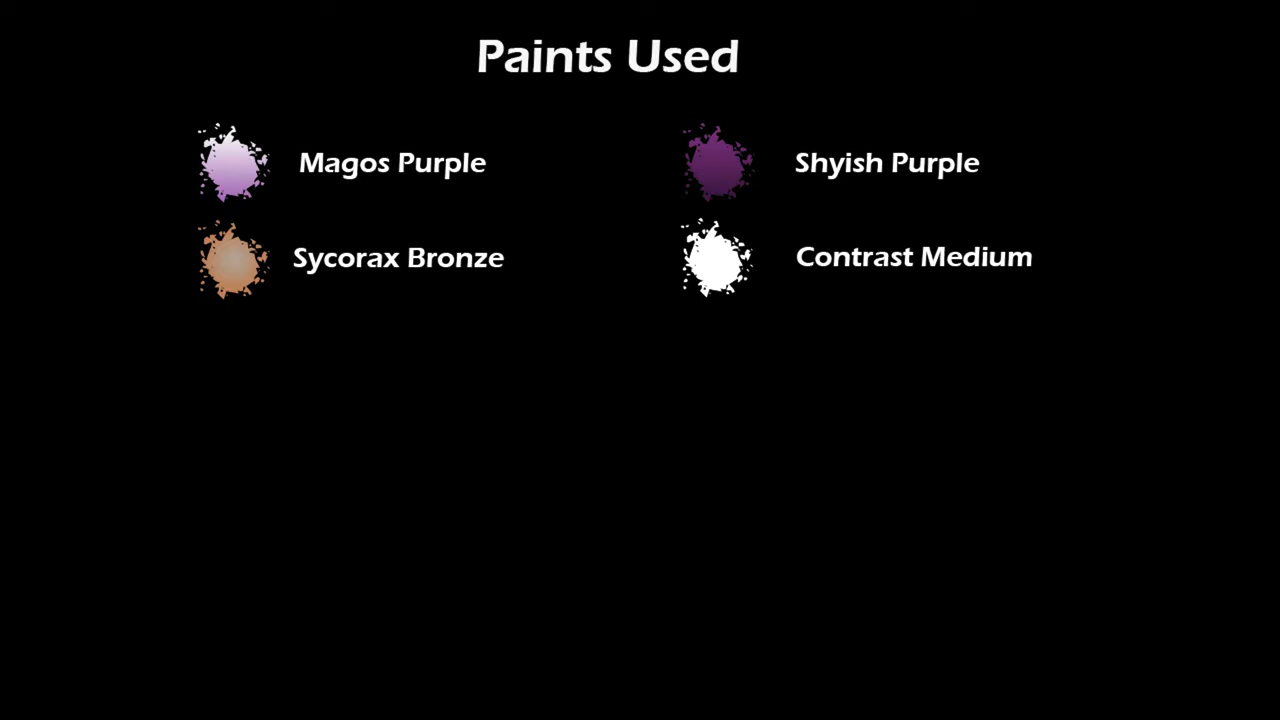 Paints Used
Magos Purple
Shyish Purple
Sycorax Bronze
Contrast Medium